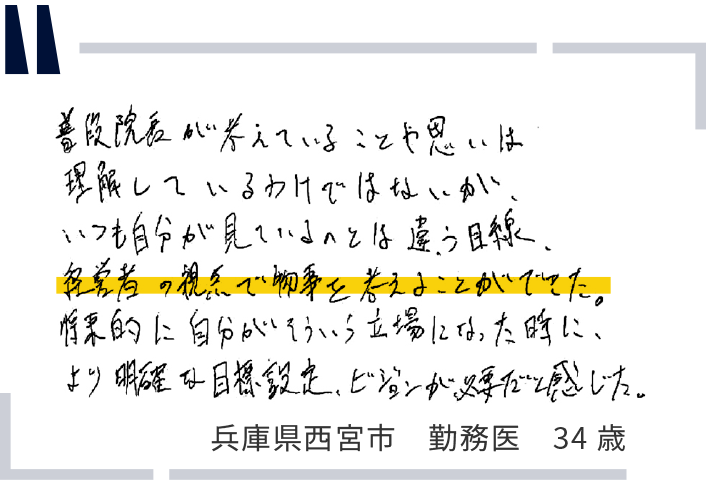 普段院長が考えていることや思いは
理解しているわけではないが、
いつも自分が見ているのとは違う目線、
経営者の視点で物事を考えることができた。
将来的に自分がそういう立場になった時に、
より明確な目標設定、ビジョンが必要だと感じた。
兵庫県西宮市　勤務医　34歳